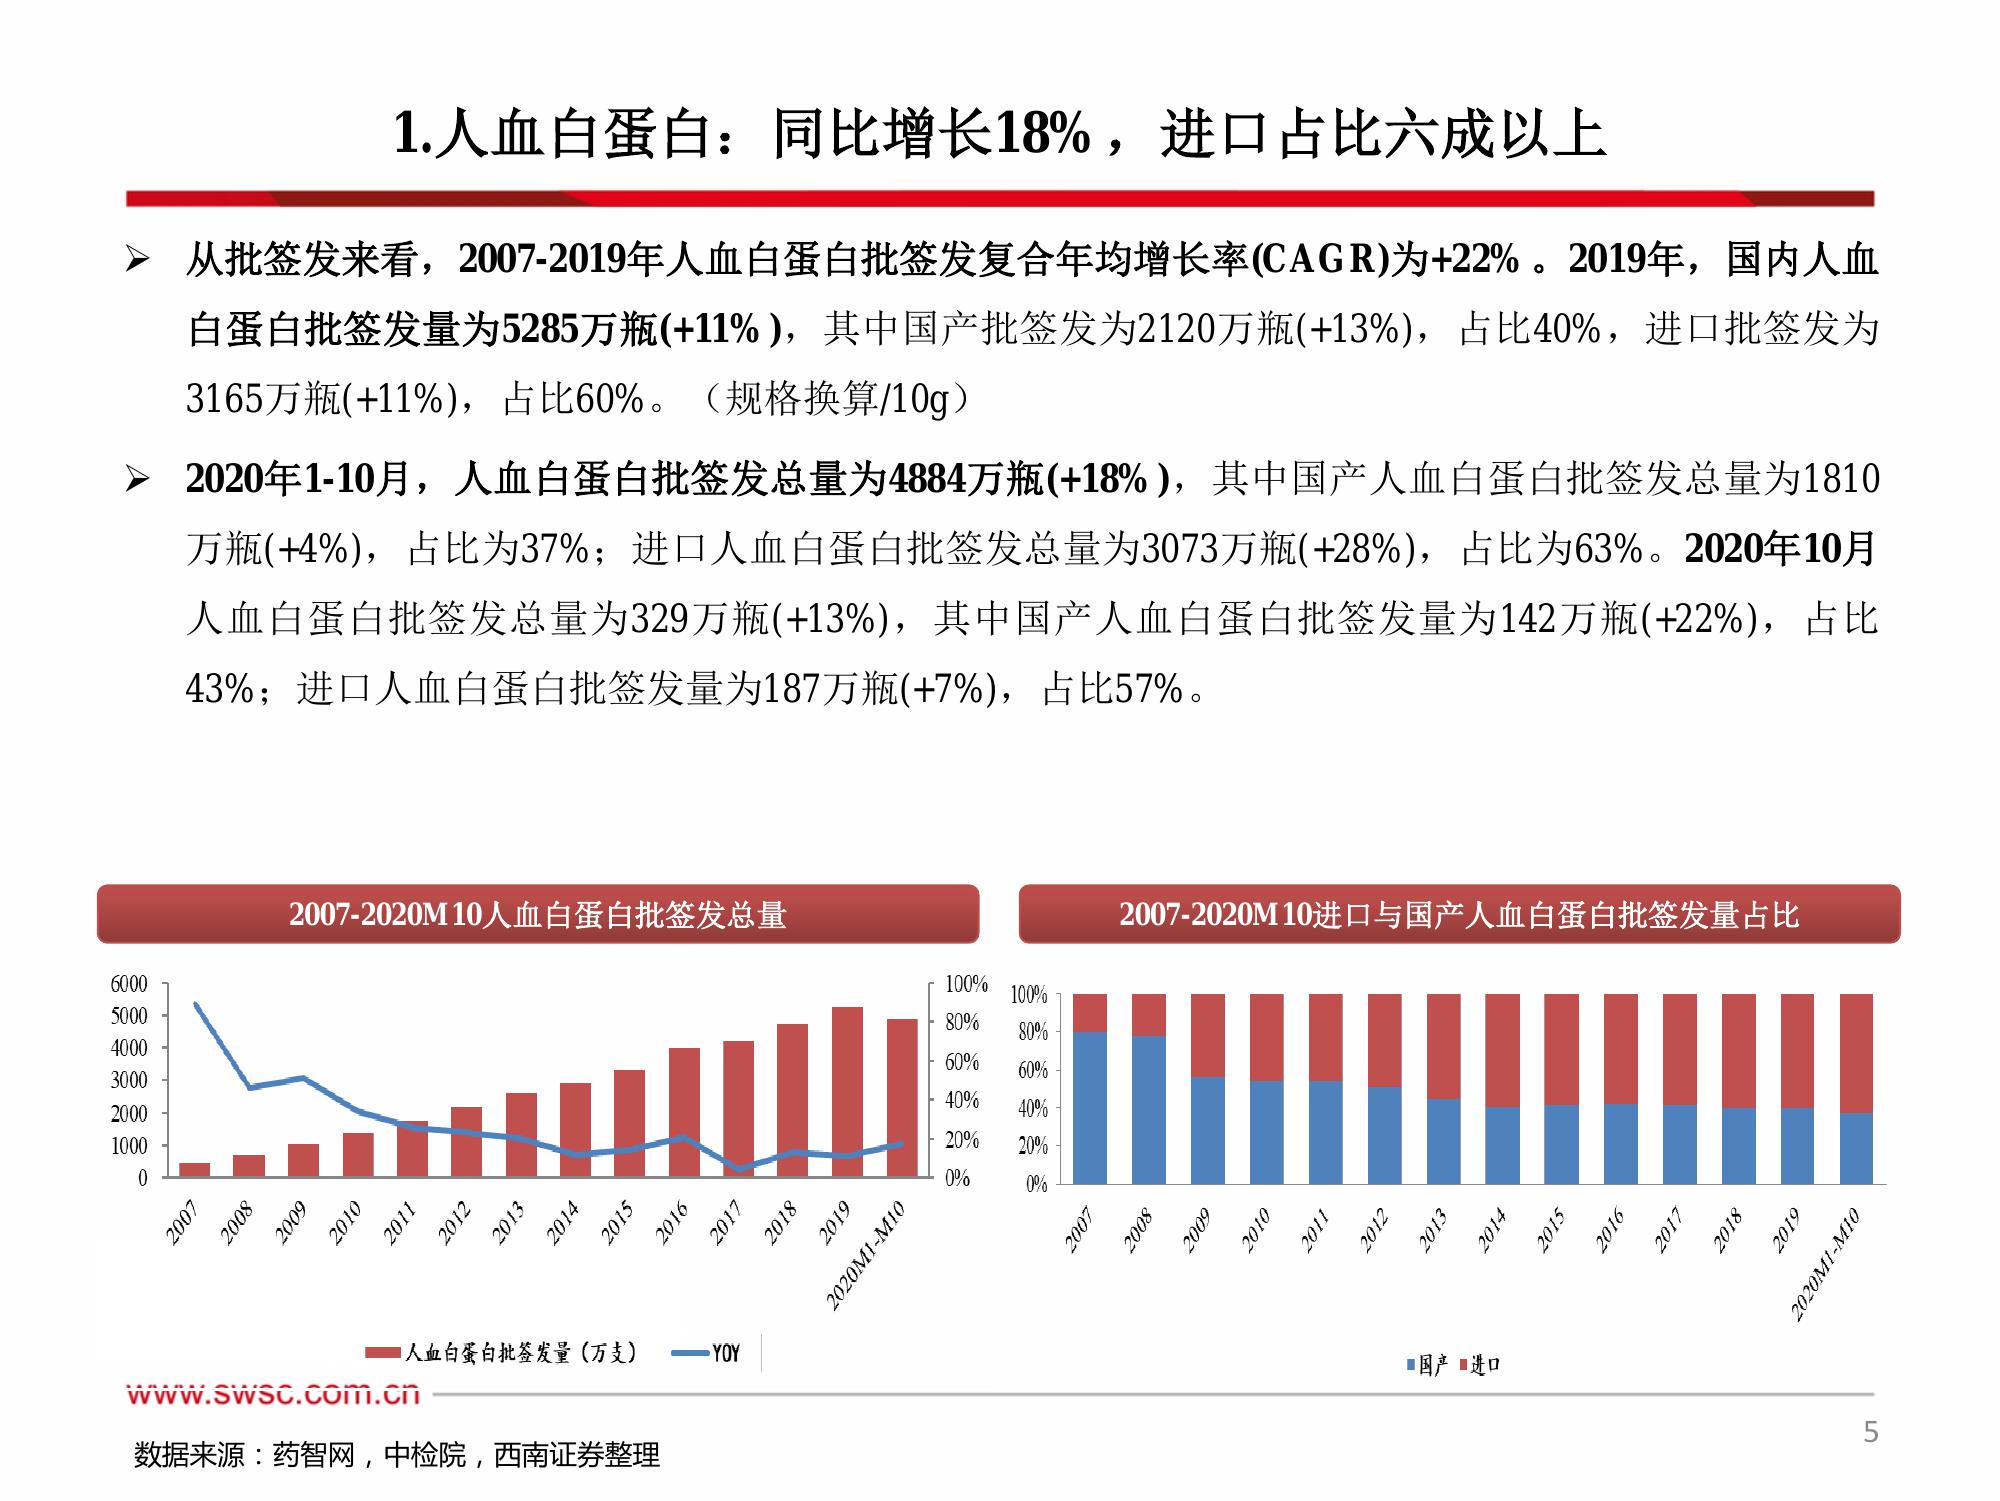 1.人血白蛋白：同比增长18%，进口占比六成以上
从批签发来看，2007-2019年人血白蛋白批签发复合年均增长率(CAGR)为+22%。2019年，国内人血
白蛋白批签发量为5285万瓶(+11%)，其中国产批签发为2120万瓶(+13%)，占比40%，进口批签发为
3165万瓶(+11%)，占比60%。（规格换算/10g）
2020年1-10月，人血白蛋白批签发总量为4884万瓶(+18%)，其中国产人血白蛋白批签发总量为1810
万瓶(+4%)，占比为37%；进口人血白蛋白批签发总量为3073万瓶(+28%)，占比为63%。2020年10月
人血白蛋白批签发总量为329万瓶(+13%)，其中国产人血白蛋白批签发量为142万瓶(+22%)，占比
43%；进口人血白蛋白批签发量为187万瓶(+7%)，占比57%。
2007-2020M10人血白蛋白批签发总量
6000
5000
4000
3000
2000
1000
0
100%
80%
60%
40%
20%
0%
2007
2008
2009
2010
2011
2012
2013
2014
2015
2016
2017
2018
2019
2020M1-M10
人血白蛋白批签发量（万支）
YOY
2007-2020M10进口与国产人血白蛋白批签发量占比
100%
80%
60%
40%
20%
0%
2007
2008
2009
2010
2011
2012
2013
2014
2015
2016
2017
2018
2019
2020M1-M10
国产
进口
www.swsc.com.cn
5
数据来源：药智网，中检院，西南证券整理